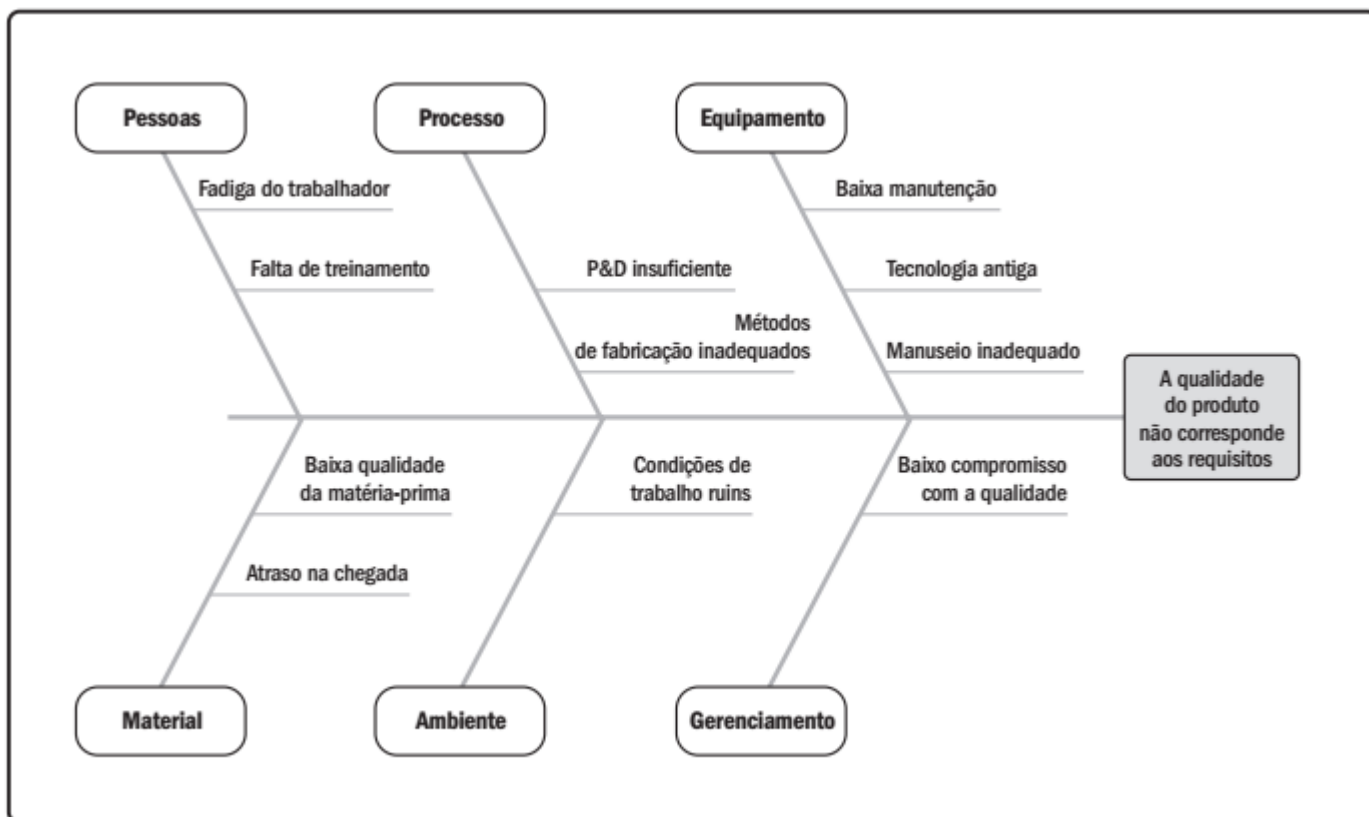 Pessoas
Processo
Equipamento
Fadiga do trabalhador
Falta de treinamento
P&D insuficiente
Métodos
de fabricação inadequados
Baixa manutenção
Tecnologia antiga
Manuseio inadequado
A qualidade
do produto
não corresponde
aos requisitos
Baixa qualidade
da matéria-prima
Atraso na chegada
Condições de
trabalho ruins
Baixo compromisso
com a qualidade
Material
Ambiente
Gerenciamento